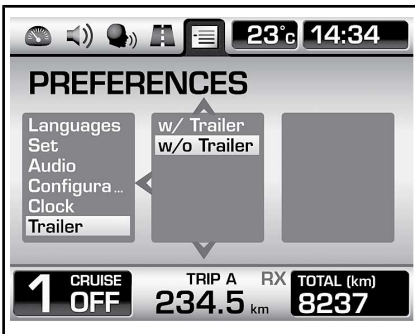 23°c 14:34
PREFERENCES
Languages
Set
Audio
Configura...
Clock
Trailer
w/ Trailer
w/o Trailer
1 CRUISE OFF
TRIP A
234.5 km
RX
TOTAL (km)
8237